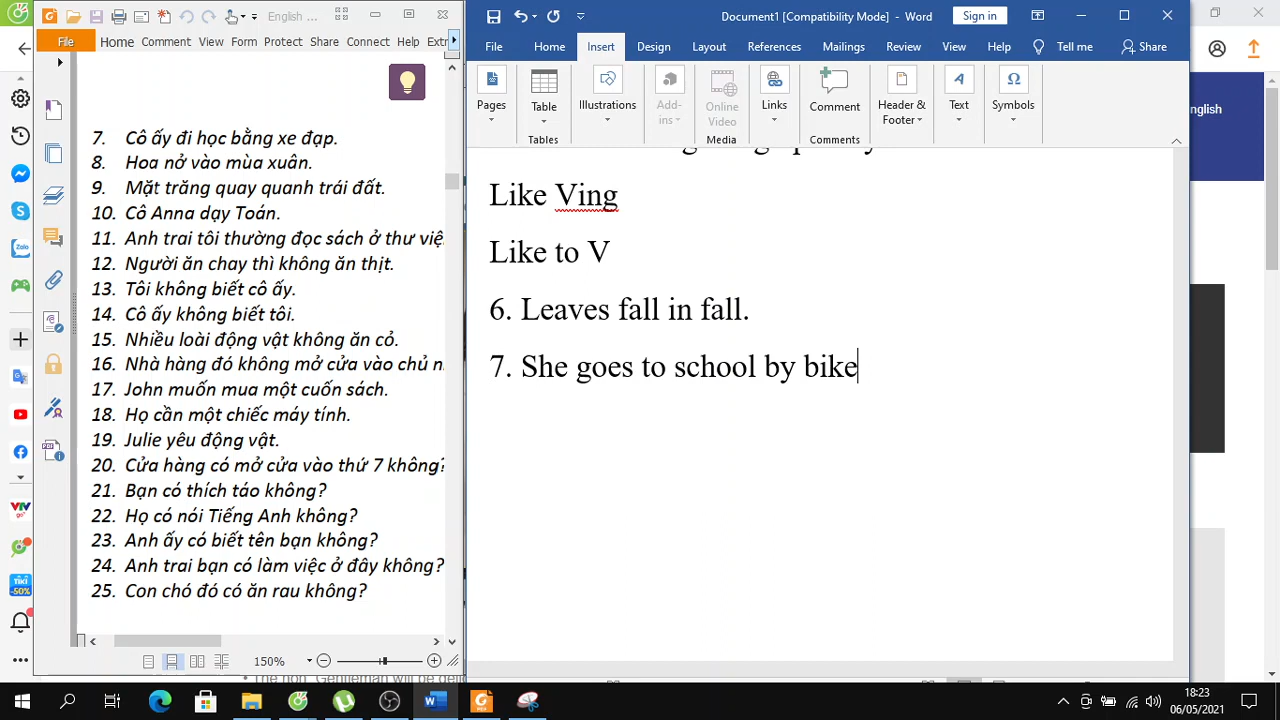 English ...
Document1 [Compatibility Mode] - Word
Sign in
File
Home
Comment
View
Form
Protect
Share
Connect
Help
Extr
File
Home
Insert
Design
Layout
References
Mailings
Review
View
Help
Tell me
Share
Pages
Table
Illustrations
Add-
ins
Online
Video
Links
Comment
Header &
Footer
Text
Symbols
Tables
Media
Comments
nglish
7. Cô ấy đi học bằng xe đạp.
8. Hoa nở vào mùa xuân.
9. Mặt trăng quay quanh trái đất.
10. Cô Anna dạy Toán.
11. Anh trai tôi thường đọc sách ở thư việ
12. Người ăn chay thì không ăn thịt.
13. Tôi không biết cô ấy.
14. Cô ấy không biết tôi.
15. Nhiều loài động vật không ăn cỏ.
16. Nhà hàng đó không mở cửa vào chủ n
17. John muốn mua một cuốn sách.
18. Họ cần một chiếc máy tính.
19. Julie yêu động vật.
20. Cửa hàng có mở cửa vào thứ 7 không?
21. Bạn có thích táo không?
22. Họ có nói Tiếng Anh không?
23. Anh ấy có biết tên bạn không?
24. Anh trai bạn có làm việc ở đây không?
25. Con chó đó có ăn rau không?
Like Ving
Like to V
6. Leaves fall in fall.
7. She goes to school by bike
Zalo
VTV
go
TIKI
-50%
150%
18:23
06/05/2021